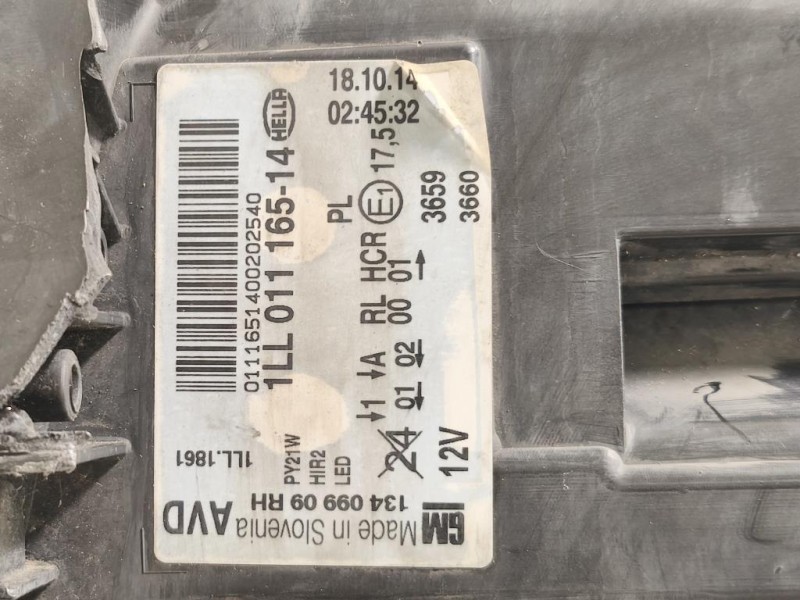 18.10.14
02:45:32
HELLA
0111651400202540
1LL 011 165-14
PL
E1
17,5
3659
3660
↓1 ↓A RL HCR
24 01 02 00 01
12V
1LL.1861
PY21W
HIR2
LED
GM
134 099 09 RH
Made in Slovenia
AVD